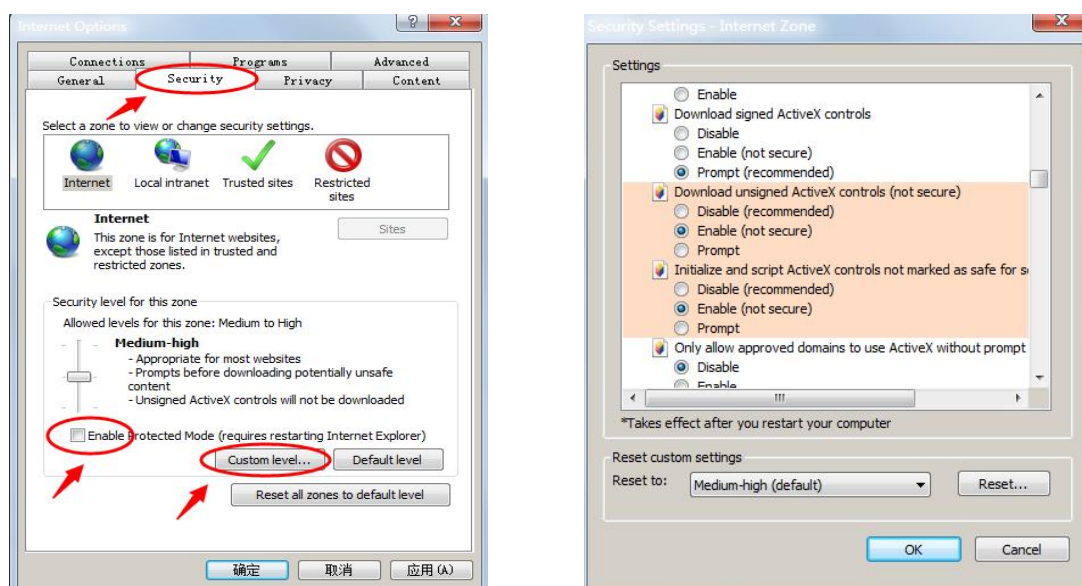 Internet Options
Connections Programs Advanced
General Security Privacy Content
Select a zone to view or change security settings.
Internet Local intranet Trusted sites Restricted
sites
Internet
This zone is for Internet websites,
except those listed in trusted and
restricted zones.
Sites
Security level for this zone
Allowed levels for this zone: Medium to High
Medium-high
- Appropriate for most websites
- Prompts before downloading potentially unsafe
content
- Unsigned ActiveX controls will not be
downloaded
Enable Protected Mode (requires restarting Internet Explorer)
Custom level... Default level
Reset all zones to default level
确定 取消 应用(A)
Security Settings - Internet Zone
Settings
Enable
Download signed ActiveX controls
Disable
Enable (not secure)
Prompt (recommended)
Download unsigned ActiveX controls (not secure)
Disable (recommended)
Enable (not secure)
Prompt
Initialize and script ActiveX controls not marked as safe for
Disable (recommended)
Enable (not secure)
Prompt
Only allow approved domains to use ActiveX without prompt
Disable
Enable
*Takes effect after you restart your computer
Reset custom settings
Reset to: Medium-high (default) Reset...
OK Cancel